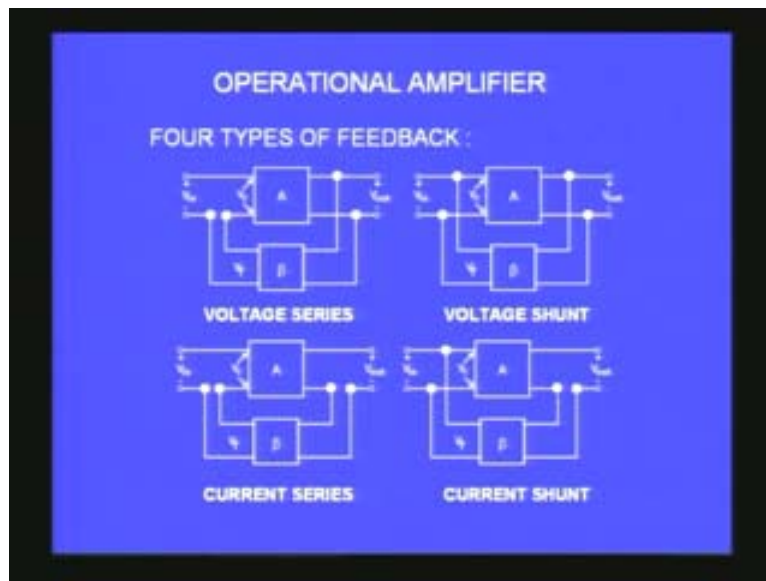 OPERATIONAL AMPLIFIER
FOUR TYPES OF FEEDBACK :
A
A
β
β
VOLTAGE SERIES
VOLTAGE SHUNT
A
A
β
β
CURRENT SERIES
CURRENT SHUNT